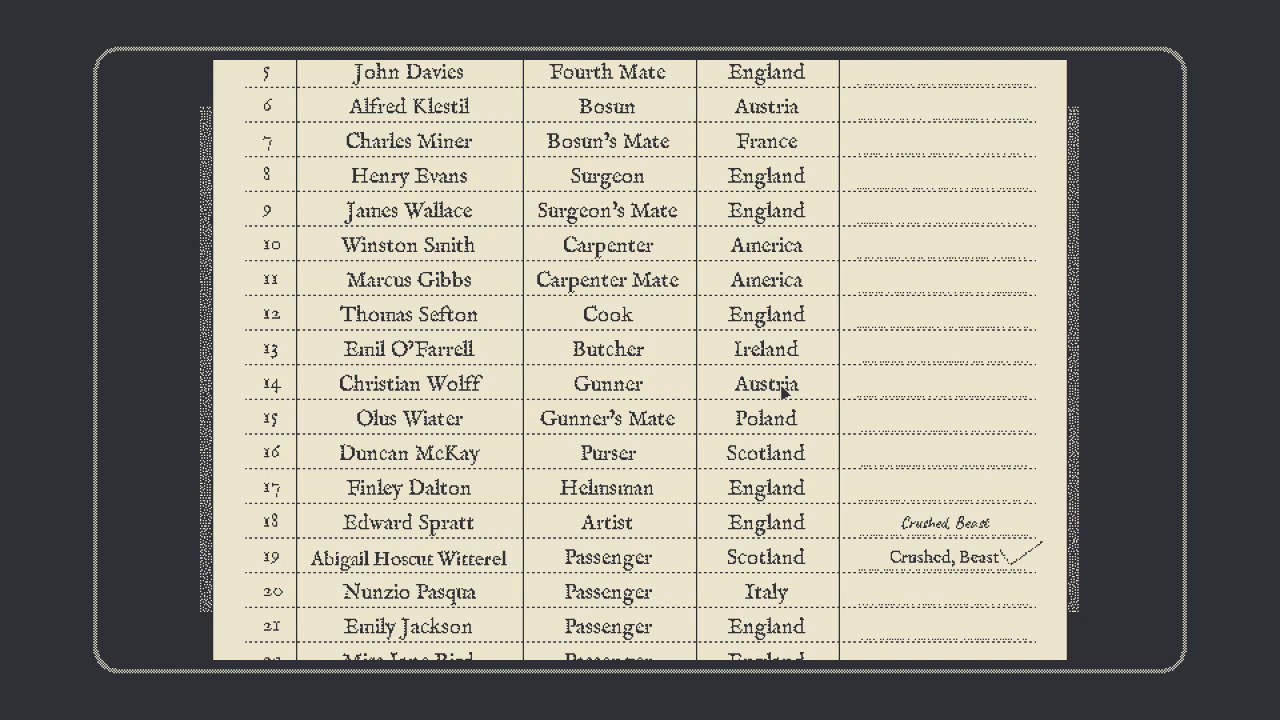 5 John Davies Fourth Mate England
6 Alfred Klestil Bosun Austria
7 Charles Miner Bosun's Mate France
8 Henry Evans Surgeon England
9 James Wallace Surgeon's Mate England
10 Winston Smith Carpenter America
11 Marcus Gibbs Carpenter Mate America
12 Thomas Sefton Cook England
13 Emil O'Farrell Butcher Ireland
14 Christian Wolff Gunner Austria
15 Olus Wiater Gunner's Mate Poland
16 Duncan McKay Purser Scotland
17 Finley Dalton Helmsman England
18 Edward Spratt Artist England Crushed, Beast
19 Abigail Hoscut Witterel Passenger Scotland Crushed, Beast
20 Nunzio Pasqua Passenger Italy
21 Emily Jackson Passenger England
Miss Jane Bird Passenger England